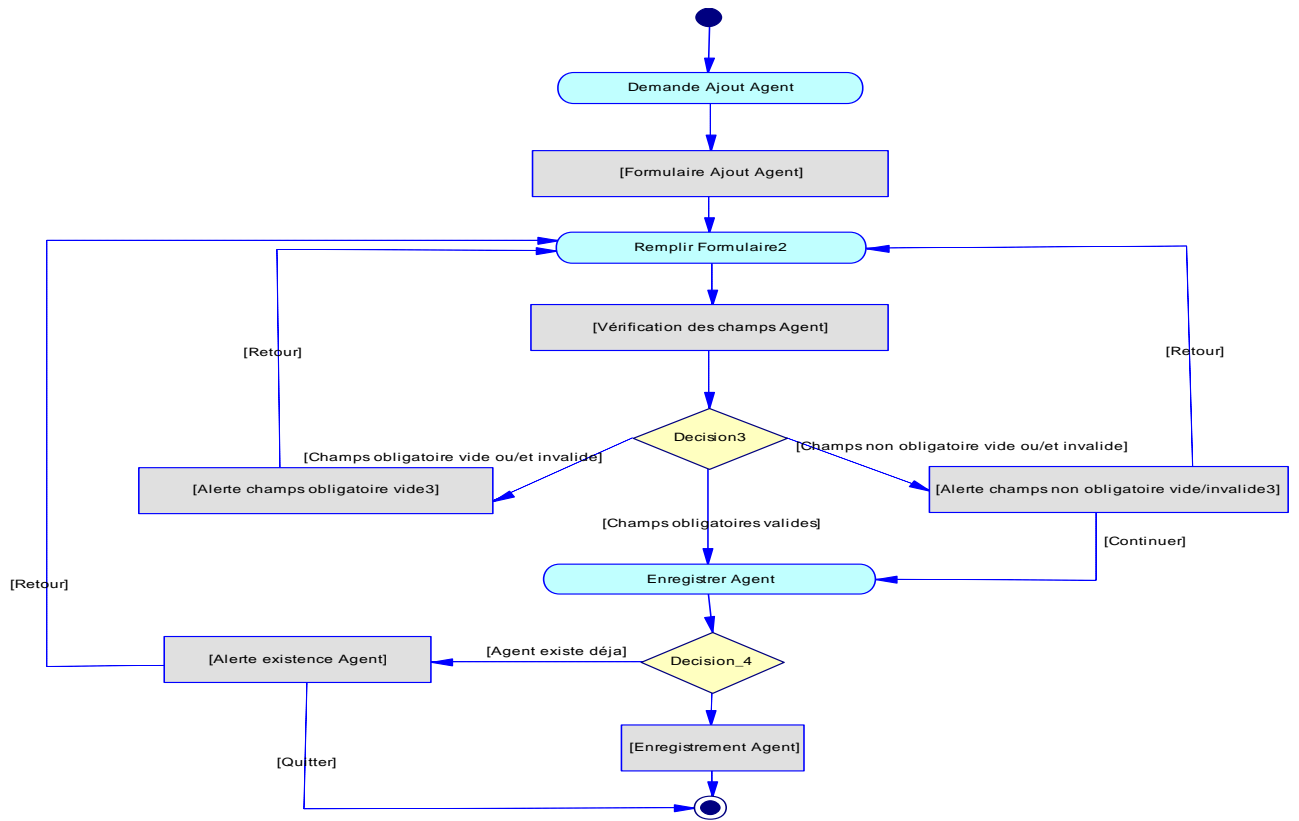 Demande Ajout Agent
[Formulaire Ajout Agent]
Remplir Formulaire2
[Vérification des champs Agent]
[Retour]
[Retour]
Decision3
[Champs obligatoire vide ou/et invalide]
[Champs non obligatoire vide ou/et invalide]
[Alerte champs obligatoire vide3]
[Alerte champs non obligatoire vide/invalide3]
[Champs obligatoires valides]
[Continuer]
Enregistrer Agent
[Retour]
[Agent existe déja]
[Alerte existence Agent]
Decision_4
[Enregistrement Agent]
[Quitter]